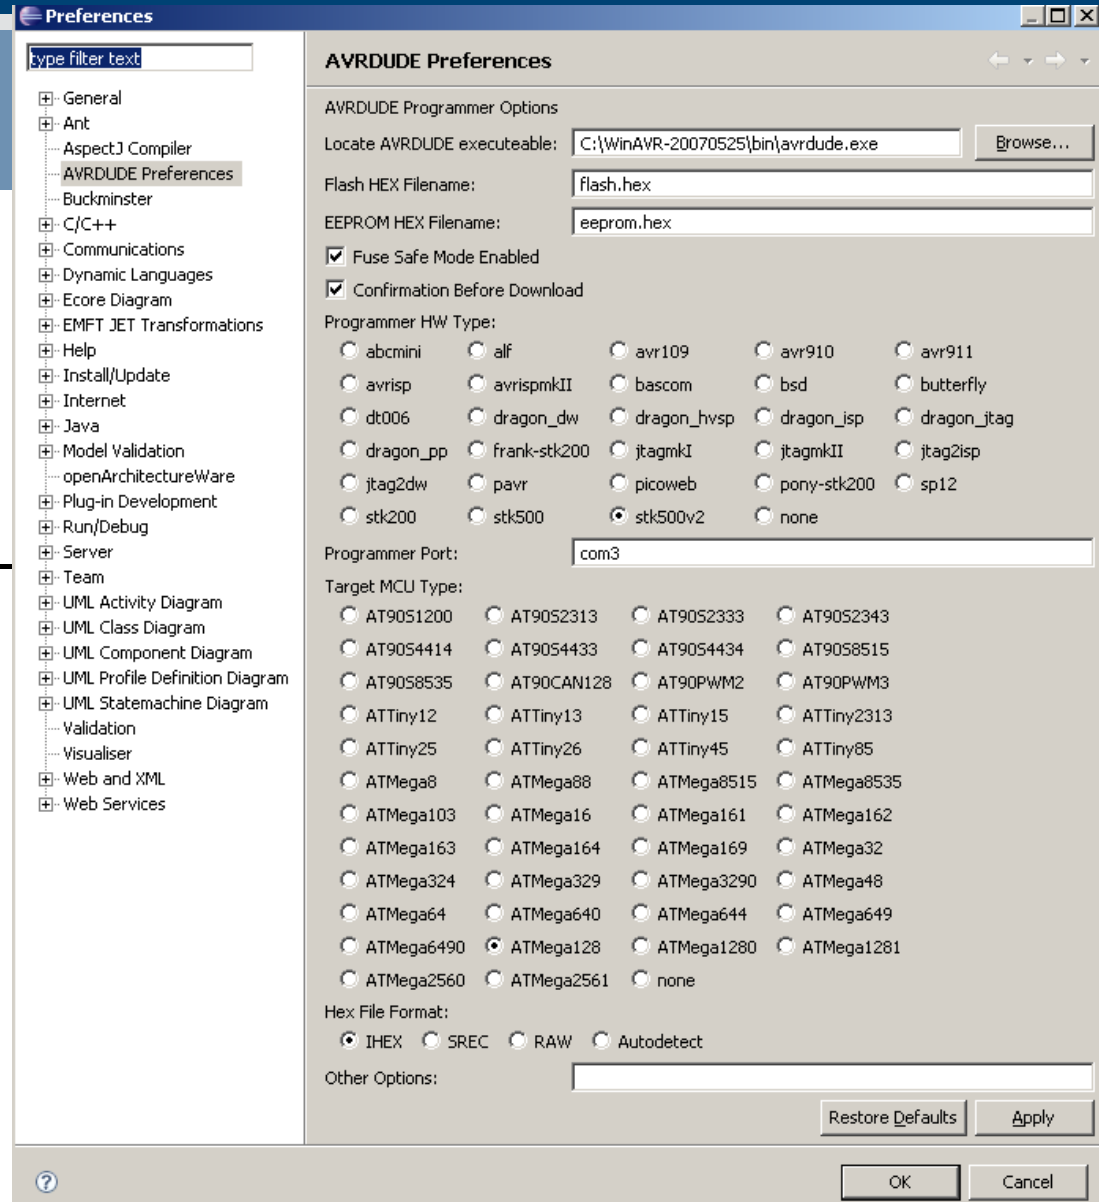 Preferences
type filter text
General
Ant
AspectJ Compiler
AVRDUDE Preferences
Buckminster
C/C++
Communications
Dynamic Languages
Ecore Diagram
EMFT JET Transformations
Help
Install/Update
Internet
Java
Model Validation
openArchitectureWare
Plug-in Development
Run/Debug
Server
Team
UML Activity Diagram
UML Class Diagram
UML Component Diagram
UML Profile Definition Diagram
UML Statemachine Diagram
Validation
Visualiser
Web and XML
Web Services
AVRDUDE Preferences
AVRDUDE Programmer Options
Locate AVRDUDE executeable: C:\WinAVR-20070525\bin\avrdude.exe Browse...
Flash HEX Filename: flash.hex
EEPROM HEX Filename: eeprom.hex
Fuse Safe Mode Enabled
Confirmation Before Download
Programmer HW Type:
abcmini alf avr109 avr910 avr911
avrisp avrispmkII bascom bsd butterfly
dt006 dragon_dw dragon_hvsp dragon_isp dragon_jtag
dragon_pp frank-stk200 jtagmkI jtagmkII jtag2isp
jtag2dw pavr picoweb pony-stk200 sp12
stk200 stk500 stk500v2 none
Programmer Port: com3
Target MCU Type:
AT90S1200 AT90S2313 AT90S2333 AT90S2343
AT90S4414 AT90S4433 AT90S4434 AT90S8515
AT90S8535 AT90CAN128 AT90PWM2 AT90PWM3
ATTiny12 ATTiny13 ATTiny15 ATTiny2313
ATTiny25 ATTiny26 ATTiny45 ATTiny85
ATMega8 ATMega88 ATMega8515 ATMega8535
ATMega103 ATMega16 ATMega161 ATMega162
ATMega163 ATMega164 ATMega169 ATMega32
ATMega324 ATMega329 ATMega3290 ATMega48
ATMega64 ATMega640 ATMega644 ATMega649
ATMega6490 ATMega128 ATMega1280 ATMega1281
ATMega2560 ATMega2561 none
Hex File Format:
IHEX SREC RAW Autodetect
Other Options:
Restore Defaults Apply
? OK Cancel